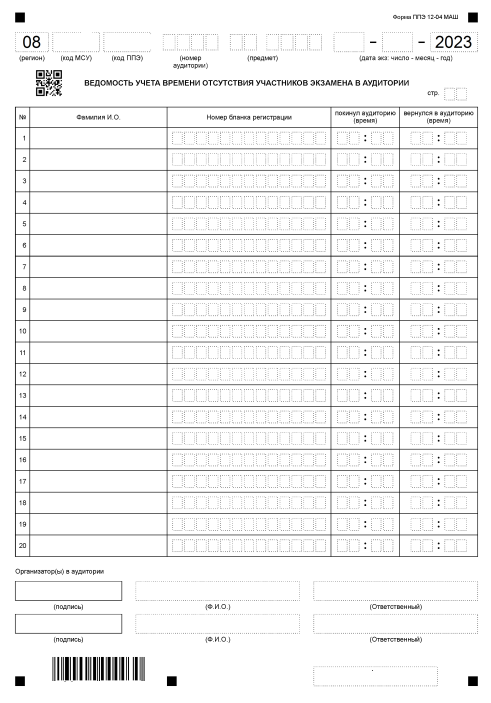 Форма ППЭ 12-04 МАШ
08 – – 2023
(регион) (код МСУ) (код ППЭ) (номер аудитории) (предмет) (дата экз: число - месяц - год)
ВЕДОМОСТЬ УЧЕТА ВРЕМЕНИ ОТСУТСТВИЯ УЧАСТНИКОВ ЭКЗАМЕНА В АУДИТОРИИ
стр.
№ Фамилия И.О. Номер бланка регистрации покинул аудиторию (время) вернулся в аудиторию (время)
1 : :
2 : :
3 : :
4 : :
5 : :
6 : :
7 : :
8 : :
9 : :
10 : :
11 : :
12 : :
13 : :
14 : :
15 : :
16 : :
17 : :
18 : :
19 : :
20 : :
Организатор(ы) в аудитории
(подпись) (Ф.И.О.) (Ответственный)
(подпись) (Ф.И.О.) (Ответственный)